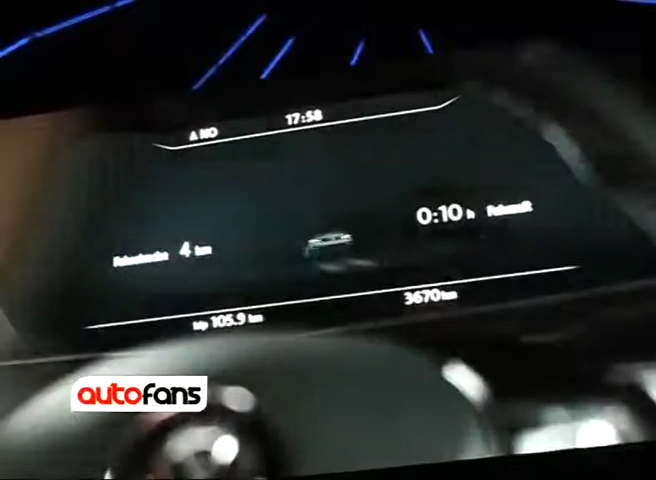 NO
17:58
0:10 h
4 km
3670 km
trip 105.9 km
autofans